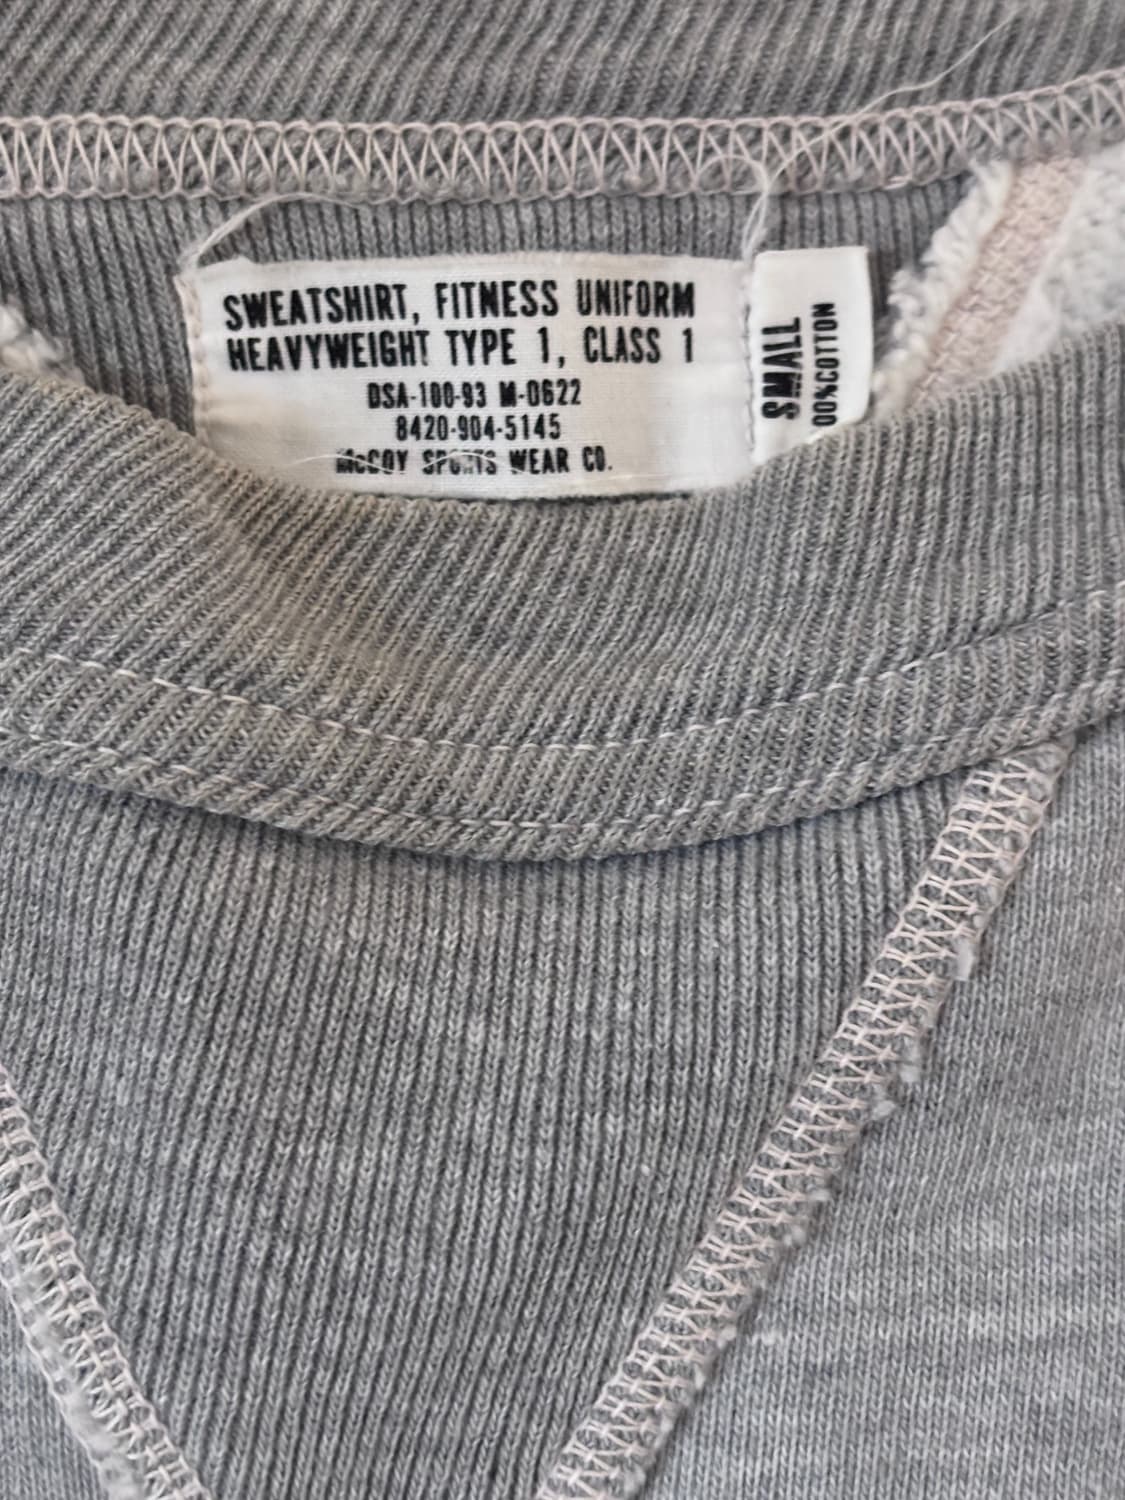 SWEATSHIRT, FITNESS UNIFORM
HEAVYWEIGHT TYPE 1, CLASS 1
DSA-100-93 M-0622
8420-904-5145
McCOY SPORTS WEAR CO.
SMALL
00%COTTON